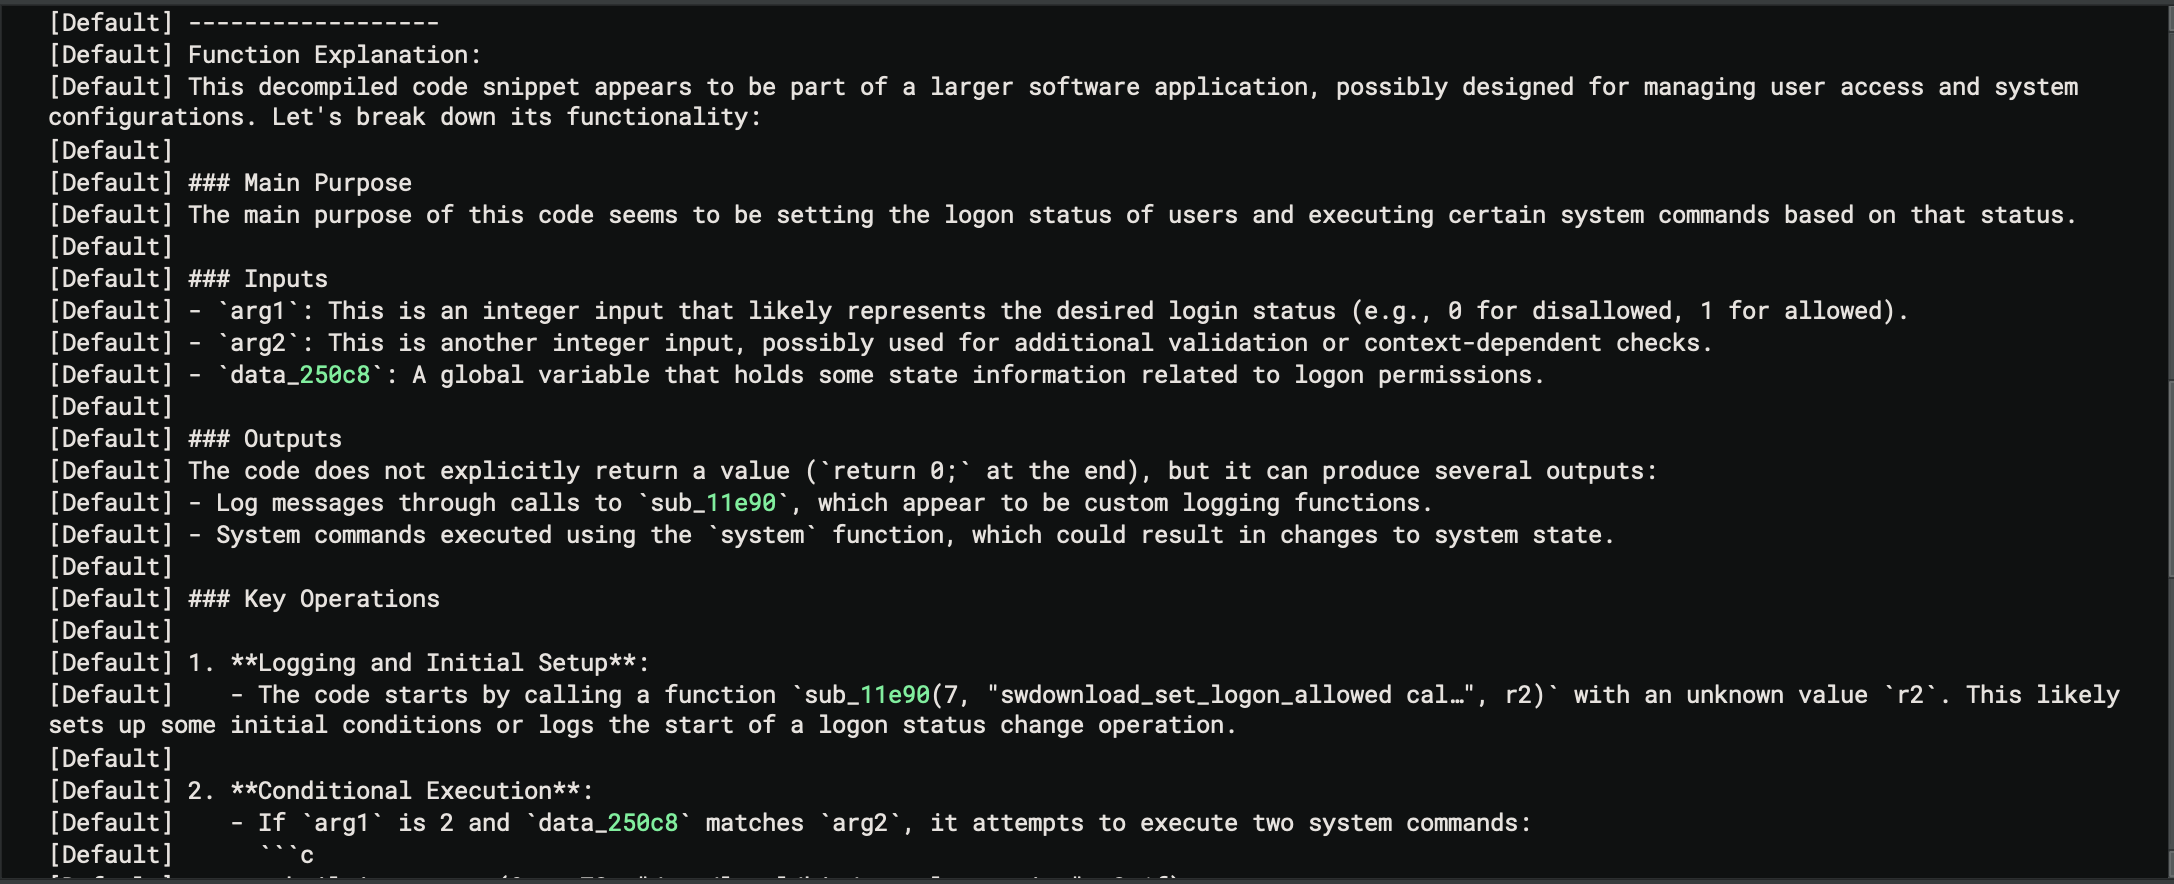 [Default] ------------------
[Default] Function Explanation:
[Default] This decompiled code snippet appears to be part of a larger software application, possibly designed for managing user access and system
configurations. Let's break down its functionality:
[Default]
[Default] ### Main Purpose
[Default] The main purpose of this code seems to be setting the logon status of users and executing certain system commands based on that status.
[Default]
[Default] ### Inputs
[Default] - `arg1`: This is an integer input that likely represents the desired login status (e.g., 0 for disallowed, 1 for allowed).
[Default] - `arg2`: This is another integer input, possibly used for additional validation or context-dependent checks.
[Default] - `data_250c8`: A global variable that holds some state information related to logon permissions.
[Default]
[Default] ### Outputs
[Default] The code does not explicitly return a value (`return 0;` at the end), but it can produce several outputs:
[Default] - Log messages through calls to `sub_11e90`, which appear to be custom logging functions.
[Default] - System commands executed using the `system` function, which could result in changes to system state.
[Default]
[Default] ### Key Operations
[Default]
[Default] 1. **Logging and Initial Setup**:
[Default]    - The code starts by calling a function `sub_11e90(7, "swdownload_set_logon_allowed cal…", r2)` with an unknown value `r2`. This likely
sets up some initial conditions or logs the start of a logon status change operation.
[Default]
[Default] 2. **Conditional Execution**:
[Default]    - If `arg1` is 2 and `data_250c8` matches `arg2`, it attempts to execute two system commands:
[Default]      ```c